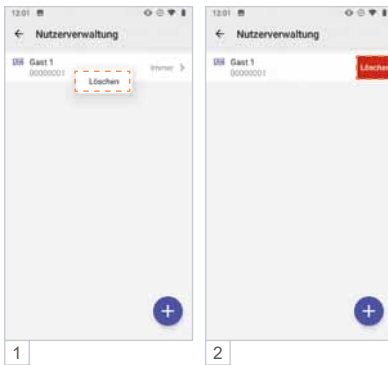 12:01
← Nutzerverwaltung
Gast 1
00000001
Immer >
Löschen
+
1
12:01
← Nutzerverwaltung
Gast 1
00000001
Löschen
+
2